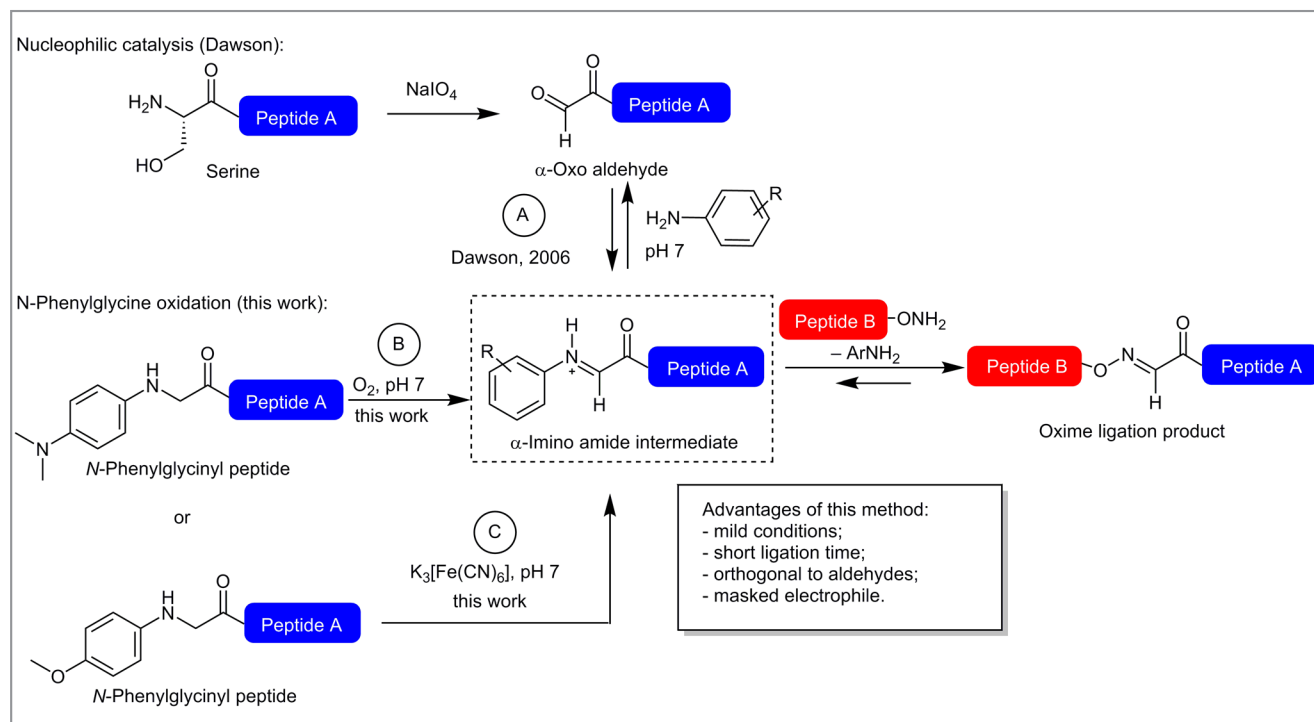 Nucleophilic catalysis (Dawson):
O
H2N
Peptide A
HO
Serine
NaIO4
O
O
Peptide A
H
α-Oxo aldehyde
A
Dawson, 2006
H2N
R
pH 7
N-Phenylglycine oxidation (this work):
H
N
O
Peptide A
N
N-Phenylglycinyl peptide
B
O2, pH 7
this work
R
H
N
+
O
Peptide A
H
α-Imino amide intermediate
Peptide B
ONH2
– ArNH2
Peptide B
O
N
O
Peptide A
H
Oxime ligation product
or
H
N
O
Peptide A
O
N-Phenylglycinyl peptide
C
K3[Fe(CN)6], pH 7
this work
Advantages of this method:
- mild conditions;
- short ligation time;
- orthogonal to aldehydes;
- masked electrophile.